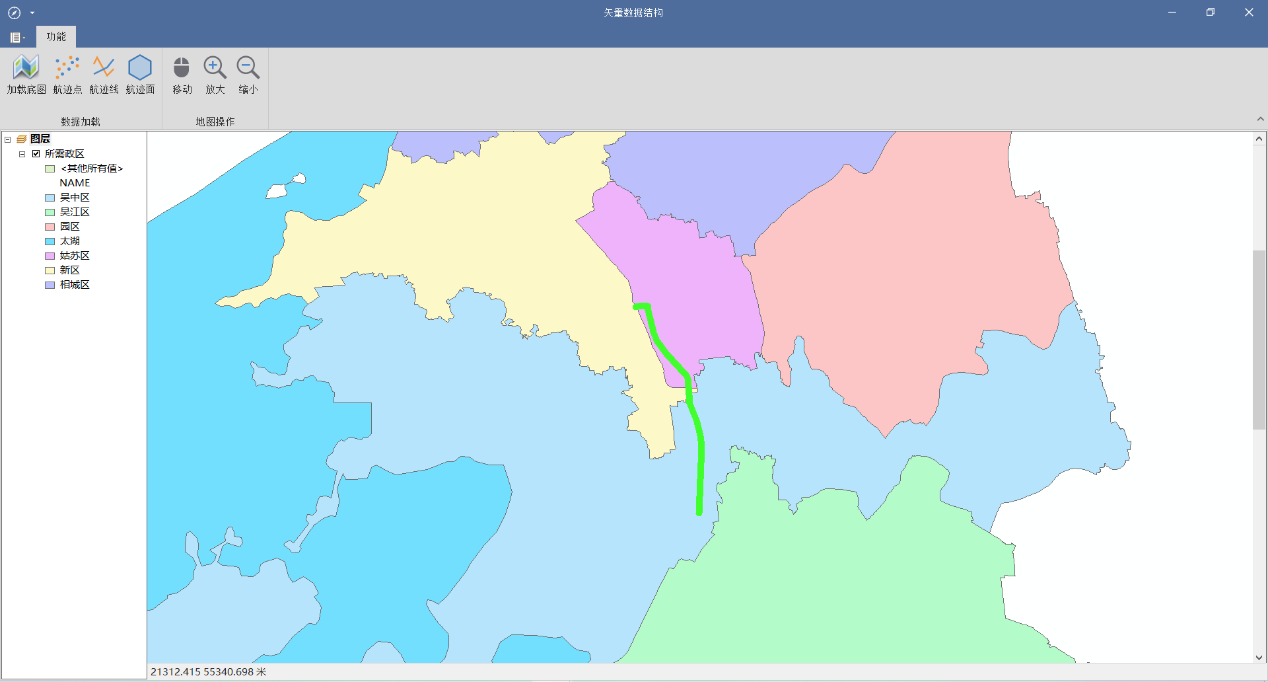 矢量数据结构
功能
加载底图 航迹点 航迹线 航迹面 移动 放大 缩小
数据加载 地图操作
图层
所需政区
<其他所有值>
NAME
吴中区
吴江区
园区
太湖
姑苏区
新区
相城区
21312.415 55340.698 米